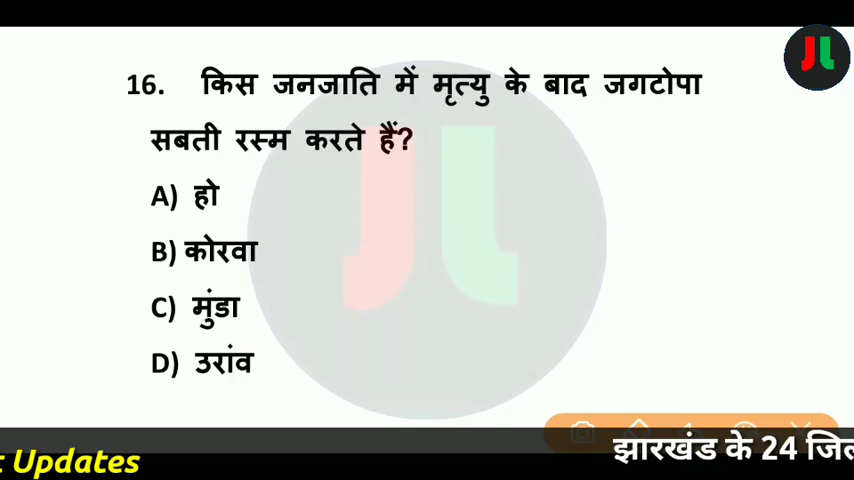 16. किस जनजाति में मृत्यु के बाद जगटोपा
सबती रस्म करते हैं?
A) हो
B) कोरवा
C) मुंडा
D) उरांव
Updates
झारखंड के 24